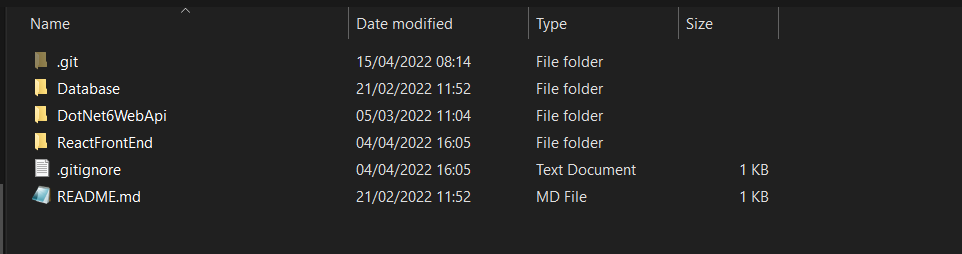 Name Date modified Type Size
.git 15/04/2022 08:14 File folder
Database 21/02/2022 11:52 File folder
DotNet6WebApi 05/03/2022 11:04 File folder
ReactFrontEnd 04/04/2022 16:05 File folder
.gitignore 04/04/2022 16:05 Text Document 1 KB
README.md 21/02/2022 11:52 MD File 1 KB